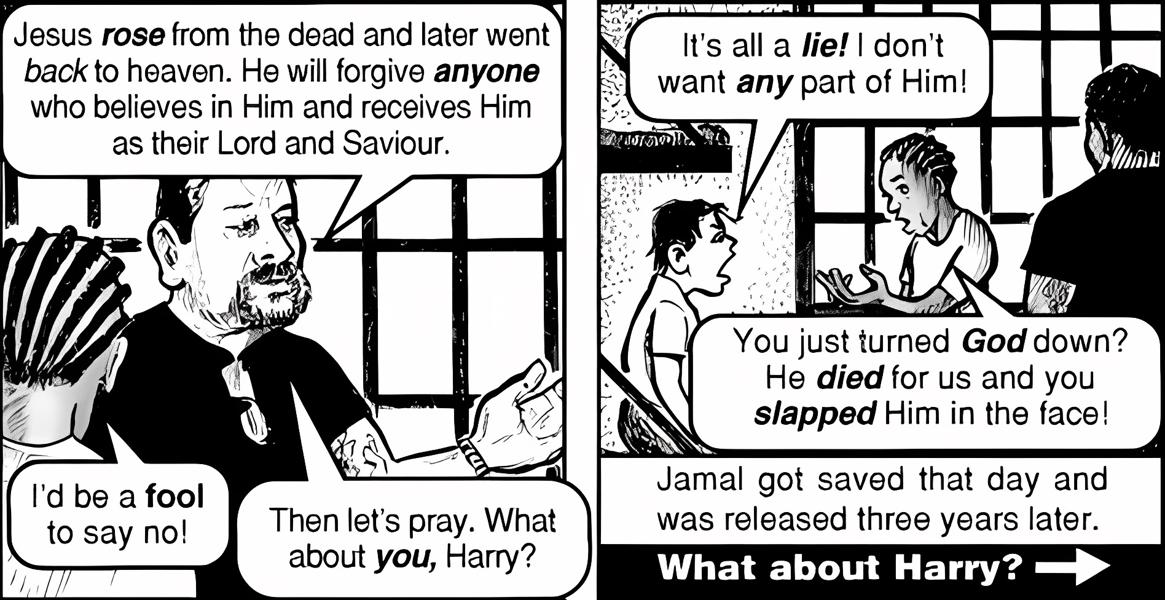 Jesus rose from the dead and later went
back to heaven. He will forgive anyone
who believes in Him and receives Him
as their Lord and Saviour.
I'd be a fool
to say no!
Then let's pray. What
about you, Harry?
It's all a lie! I don't
want any part of Him!
You just turned God down?
He died for us and you
slapped Him in the face!
Jamal got saved that day and
was released three years later.
What about Harry?